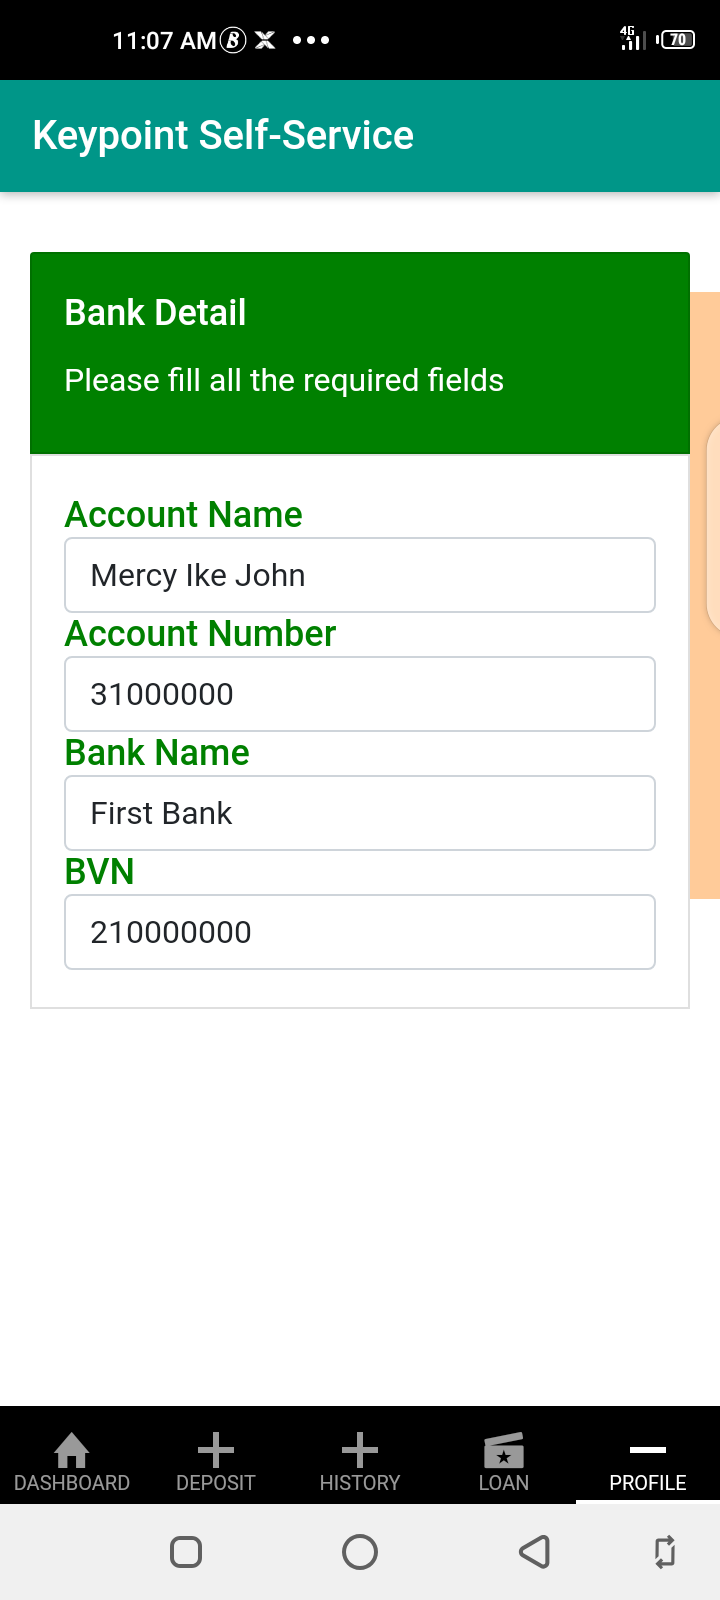 11:07 AM
4G
70
Keypoint Self-Service
Bank Detail
Please fill all the required fields
Account Name
Mercy Ike John
Account Number
31000000
Bank Name
First Bank
BVN
210000000
DASHBOARD DEPOSIT HISTORY LOAN PROFILE